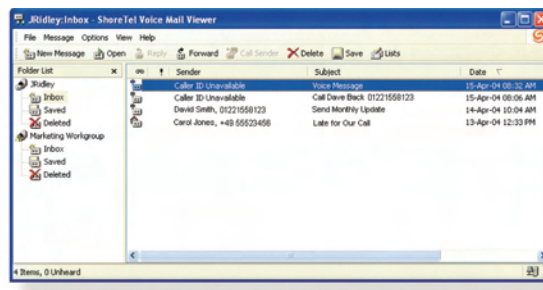 JRidley:Inbox - ShoreTel Voice Mail Viewer
File Message Options View Help
New Message Open Reply Forward Call Sender Delete Save Lists
Folder List x ! Sender Subject Date
JRidley
Inbox
Saved
Deleted
Marketing Workgroup
Inbox
Saved
Deleted
Caller ID Unavailable Voice Message 15-Apr-04 08:32 AM
Caller ID Unavailable Call Dave Back 01221558123 15-Apr-04 08:06 AM
David Smith, 01221558123 Send Monthly Update 14-Apr-04 10:04 AM
Carol Jones, +49 55523456 Late for Our Call 13-Apr-04 12:33 PM
4 Items, 0 Unheard